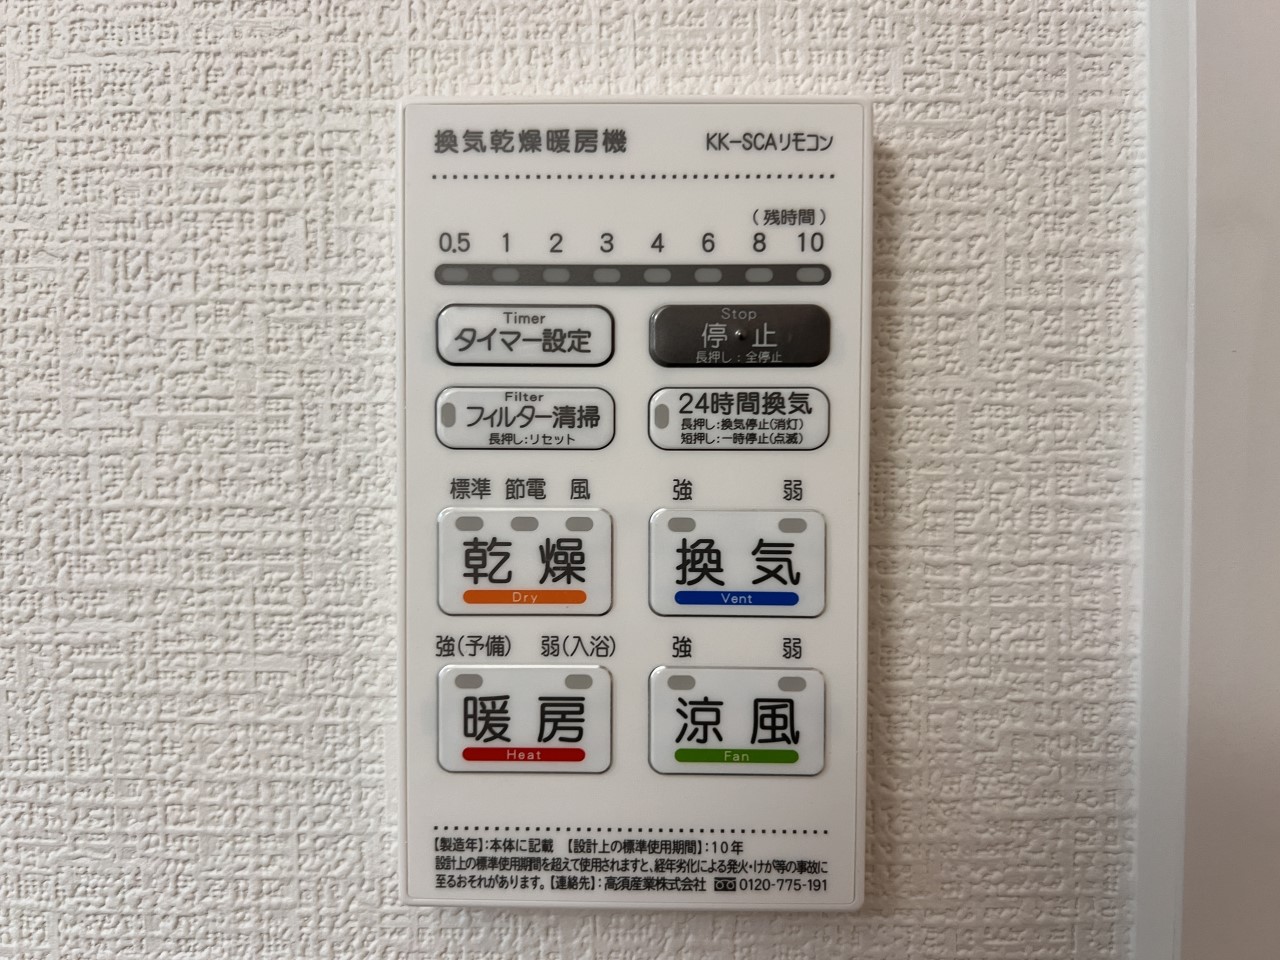 換気乾燥暖房機 KK-SCAリモコン
(残時間)
0.5 1 2 3 4 6 8 10
Timer
タイマー設定
Stop
停・止
長押し:全停止
Filter
フィルター清掃
長押し:リセット
24時間換気
長押し:換気停止(消灯)
短押し:一時停止(点滅)
標準 節電 風
乾燥
Dry
強 弱
換気
Vent
強(予備) 弱(入浴)
暖房
Heat
強 弱
涼風
Fan
【製造年】:本体に記載 【設計上の標準使用期間】:10年
設計上の標準使用期間を超えて使用されますと、経年劣化による発火・けが等の事故に
至るおそれがあります。【連絡先】:高須産業株式会社 0120-775-191